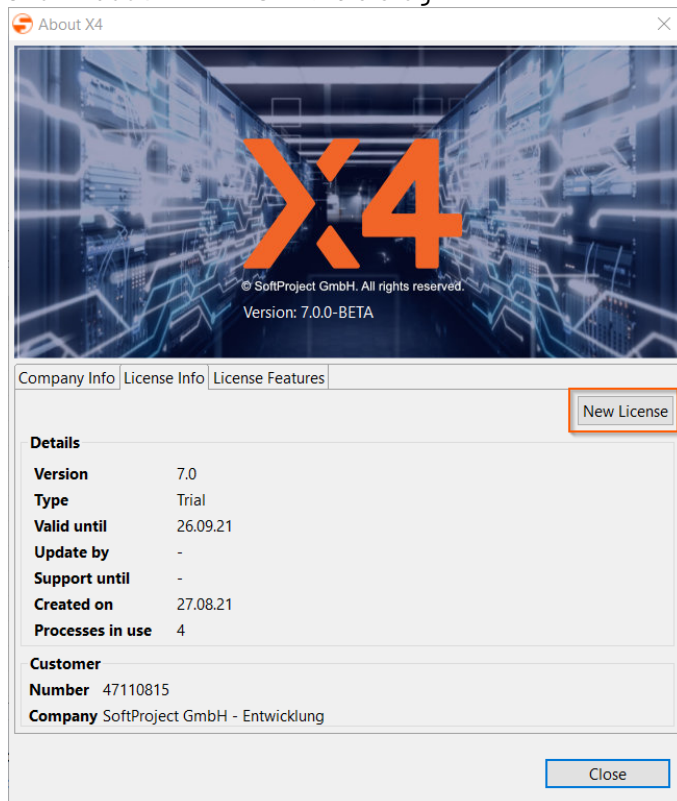 About X4
X4
© SoftProject GmbH. All rights reserved.
Version: 7.0.0-BETA
Company Info License Info License Features
New License
Details
Version 7.0
Type Trial
Valid until 26.09.21
Update by -
Support until -
Created on 27.08.21
Processes in use 4
Customer
Number 47110815
Company SoftProject GmbH - Entwicklung
Close